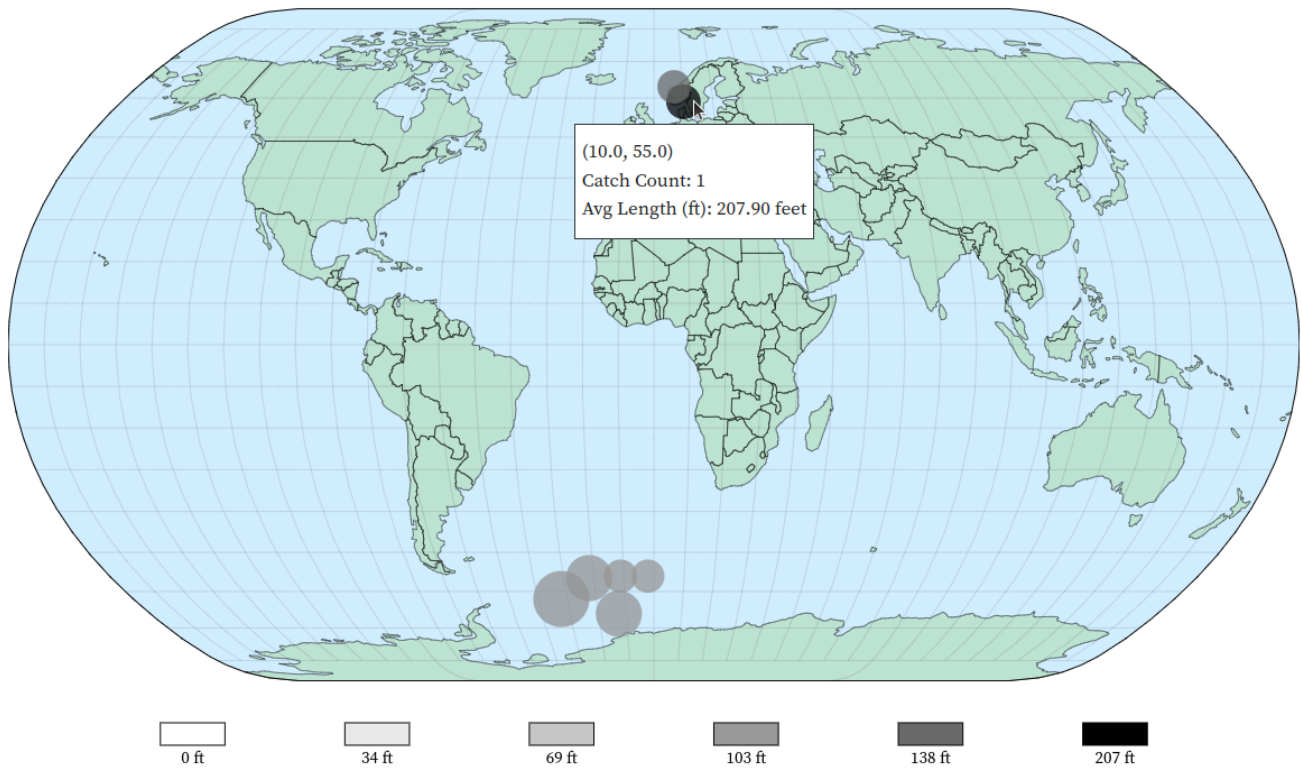 (10.0, 55.0)
Catch Count: 1
Avg Length (ft): 207.90 feet
0 ft
34 ft
69 ft
103 ft
138 ft
207 ft